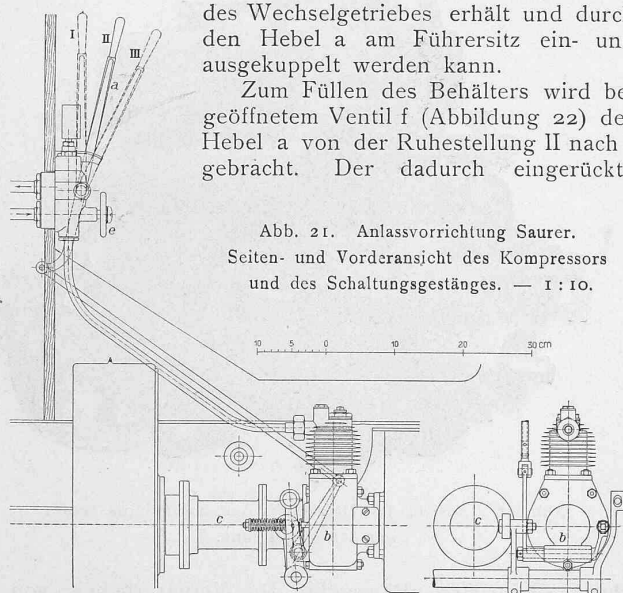 des Wechselgetriebes erhält und durc
den Hebel a am Führersitz ein- un
ausgekuppelt werden kann.
Zum Füllen des Behälters wird be
geöffnetem Ventil f (Abbildung 22) de
Hebel a von der Ruhestellung II nach
gebracht. Der dadurch eingerückt
Abb. 21. Anlassvorrichtung Saurer.
Seiten- und Vorderansicht des Kompressors
und des Schaltungsgestänges. — 1 : 10.
I
II
III
a
e
10 5 0 10 20 30 cm
c
b
c
b